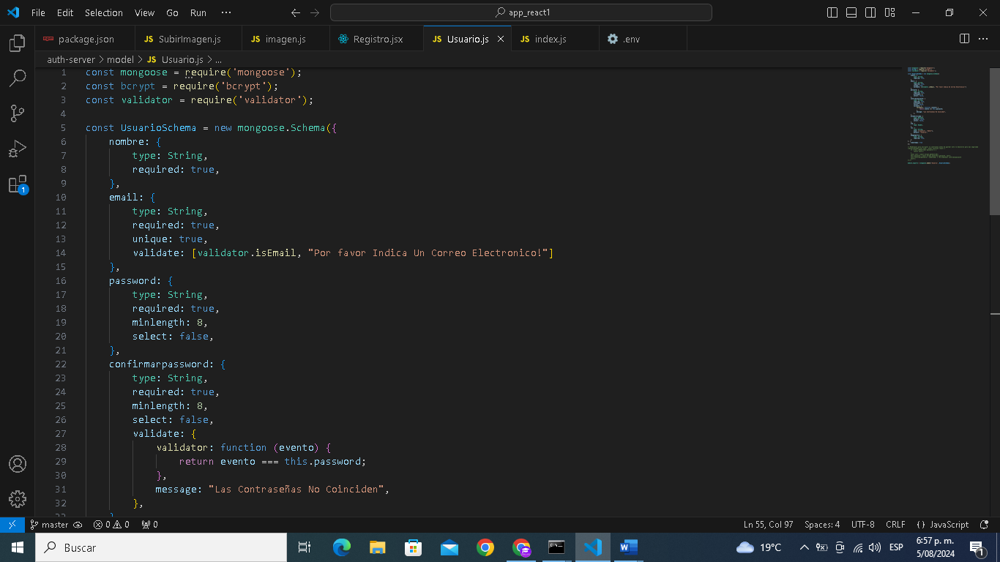 File Edit Selection View Go Run ··· app_react1
package.json JS SubirImagen.js JS imagen.js Registro.jsx JS Usuario.js JS index.js .env
auth-server > model > JS Usuario.js > ...
1 const mongoose = require('mongoose');
2 const bcrypt = require('bcrypt');
3 const validator = require('validator');
4
5 const UsuarioSchema = new mongoose.Schema({
6 nombre: {
7 type: String,
8 required: true,
9 },
10 email: {
11 type: String,
12 required: true,
13 unique: true,
14 validate: [validator.isEmail, "Por favor Indica Un Correo Electronico!"]
15 },
16 password: {
17 type: String,
18 required: true,
19 minlength: 8,
20 select: false,
21 },
22 confirmarpassword: {
23 type: String,
24 required: true,
25 minlength: 8,
26 select: false,
27 validate: {
28 validator: function (evento) {
29 return evento === this.password;
30 },
31 message: "Las Contraseñas No Coinciden",
32 },
1
master 0 0 0 Ln 55, Col 97 Spaces: 4 UTF-8 CRLF {} JavaScript
Buscar 19°C ESP 6:57 p. m.
5/08/2024 1